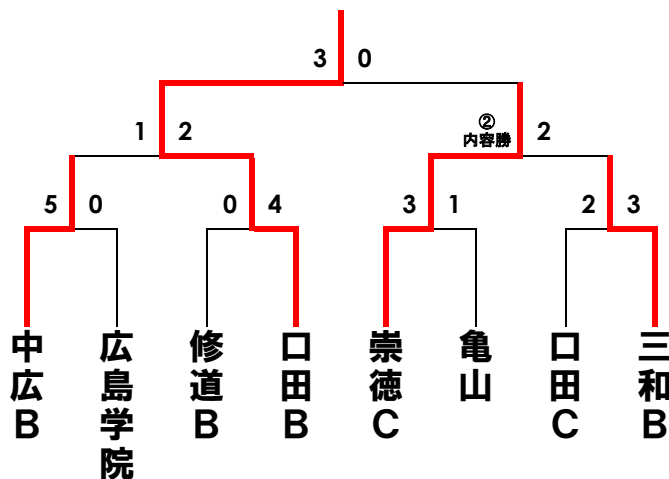 3 0
1 2
②
内容勝
2
5 0
0 4
3 1
2 3
中広B
広島学院
修道B
口田B
崇徳C
亀山
口田C
三和B